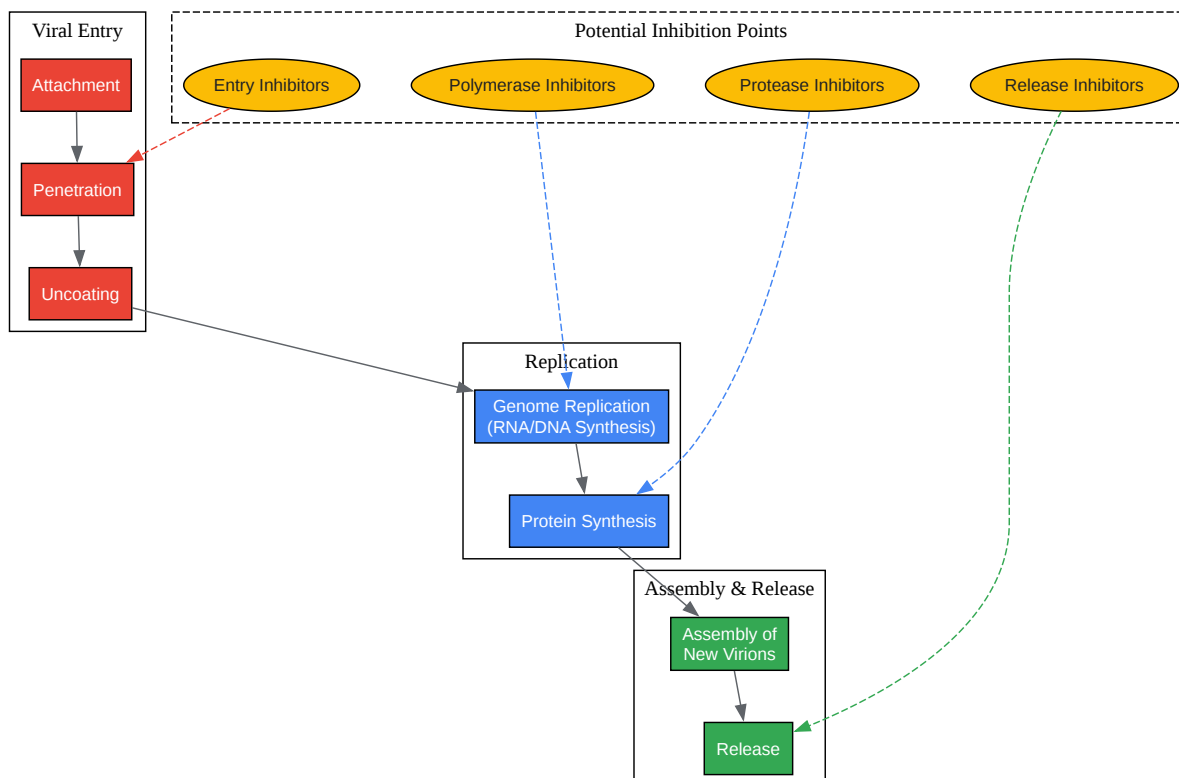 Viral Entry
Attachment
Penetration
Uncoating
Potential Inhibition Points
Entry Inhibitors
Polymerase Inhibitors
Protease Inhibitors
Release Inhibitors
Replication
Genome Replication
(RNA/DNA Synthesis)
Protein Synthesis
Assembly & Release
Assembly of
New Virions
Release